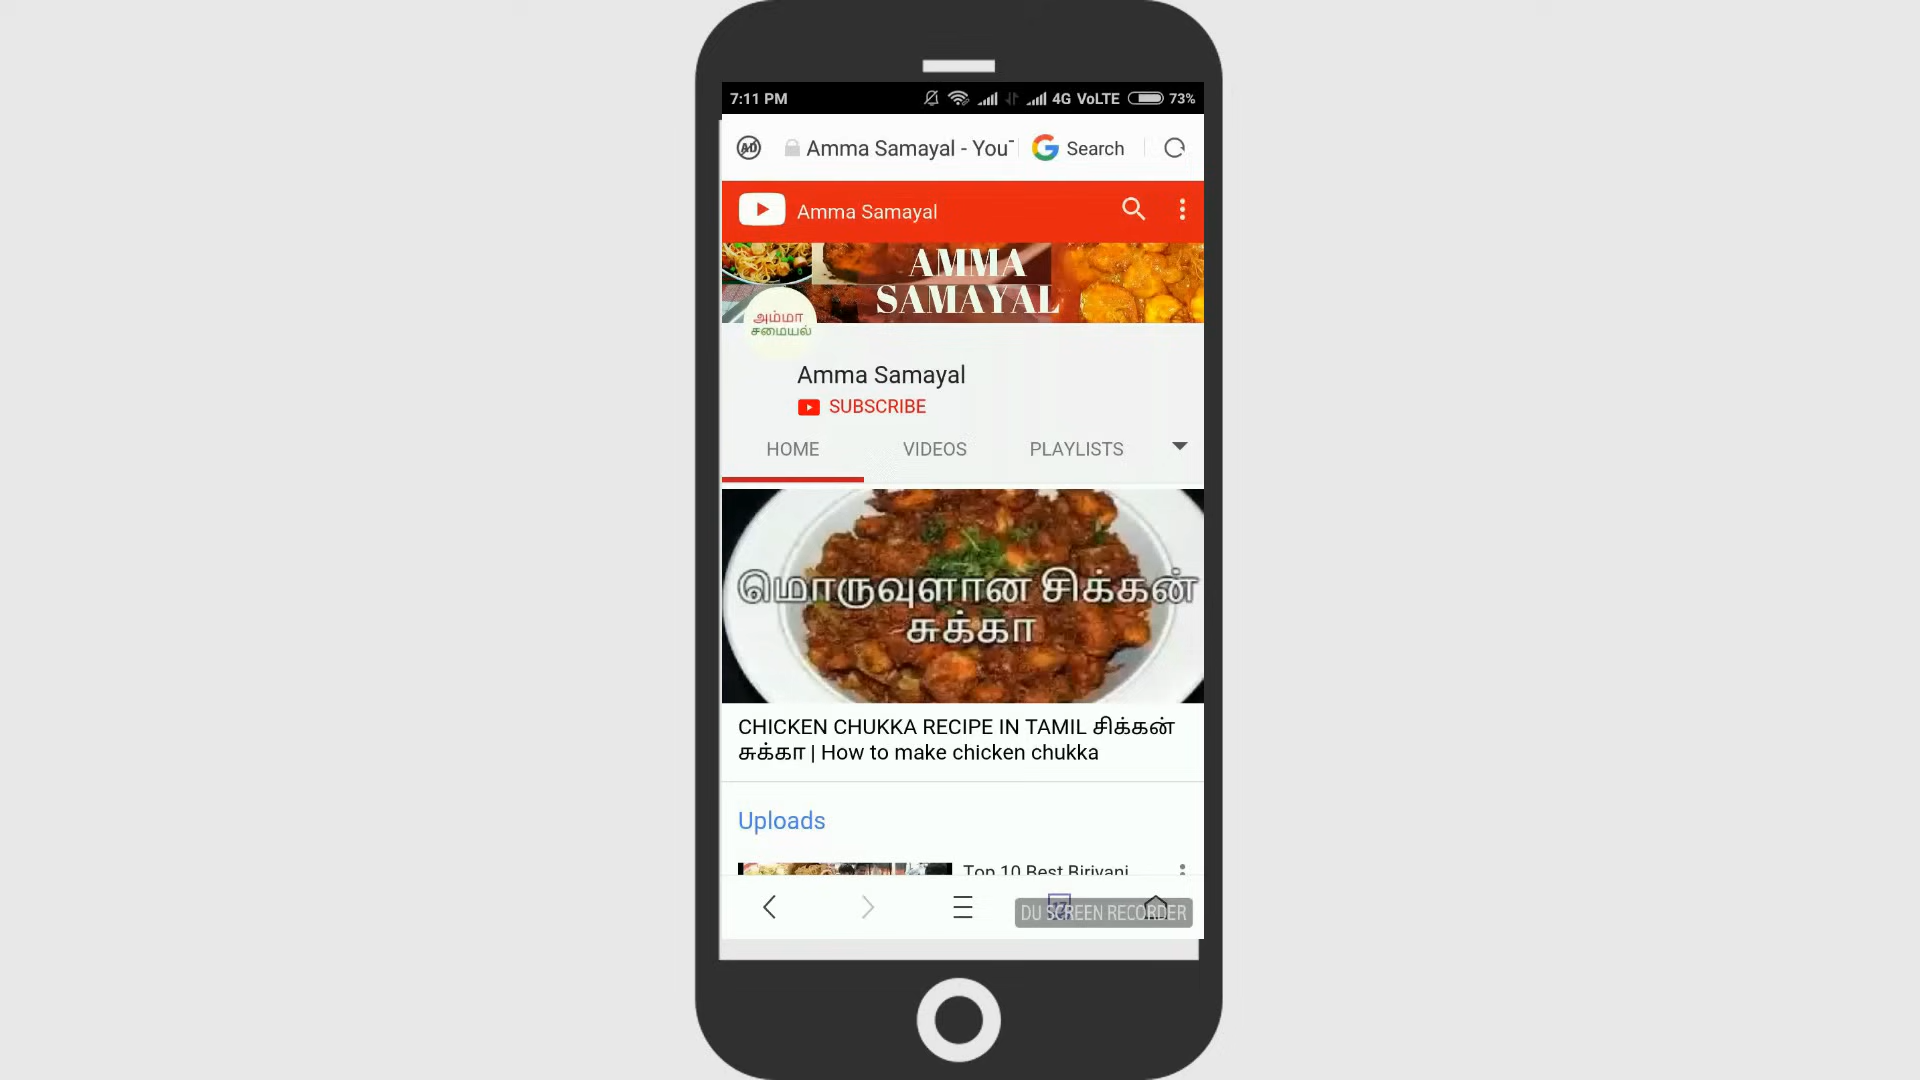 7:11 PM 4G VoLTE 73%
Amma Samayal - YouT Search
Amma Samayal
AMMA
SAMAYAL
அம்மா
சமையல்
Amma Samayal
SUBSCRIBE
HOME VIDEOS PLAYLISTS
மொருவுளான சிக்கன்
சுக்கா
CHICKEN CHUKKA RECIPE IN TAMIL சிக்கன்
சுக்கா | How to make chicken chukka
Uploads
Top 10 Best Biriyani
DU SCREEN RECORDER